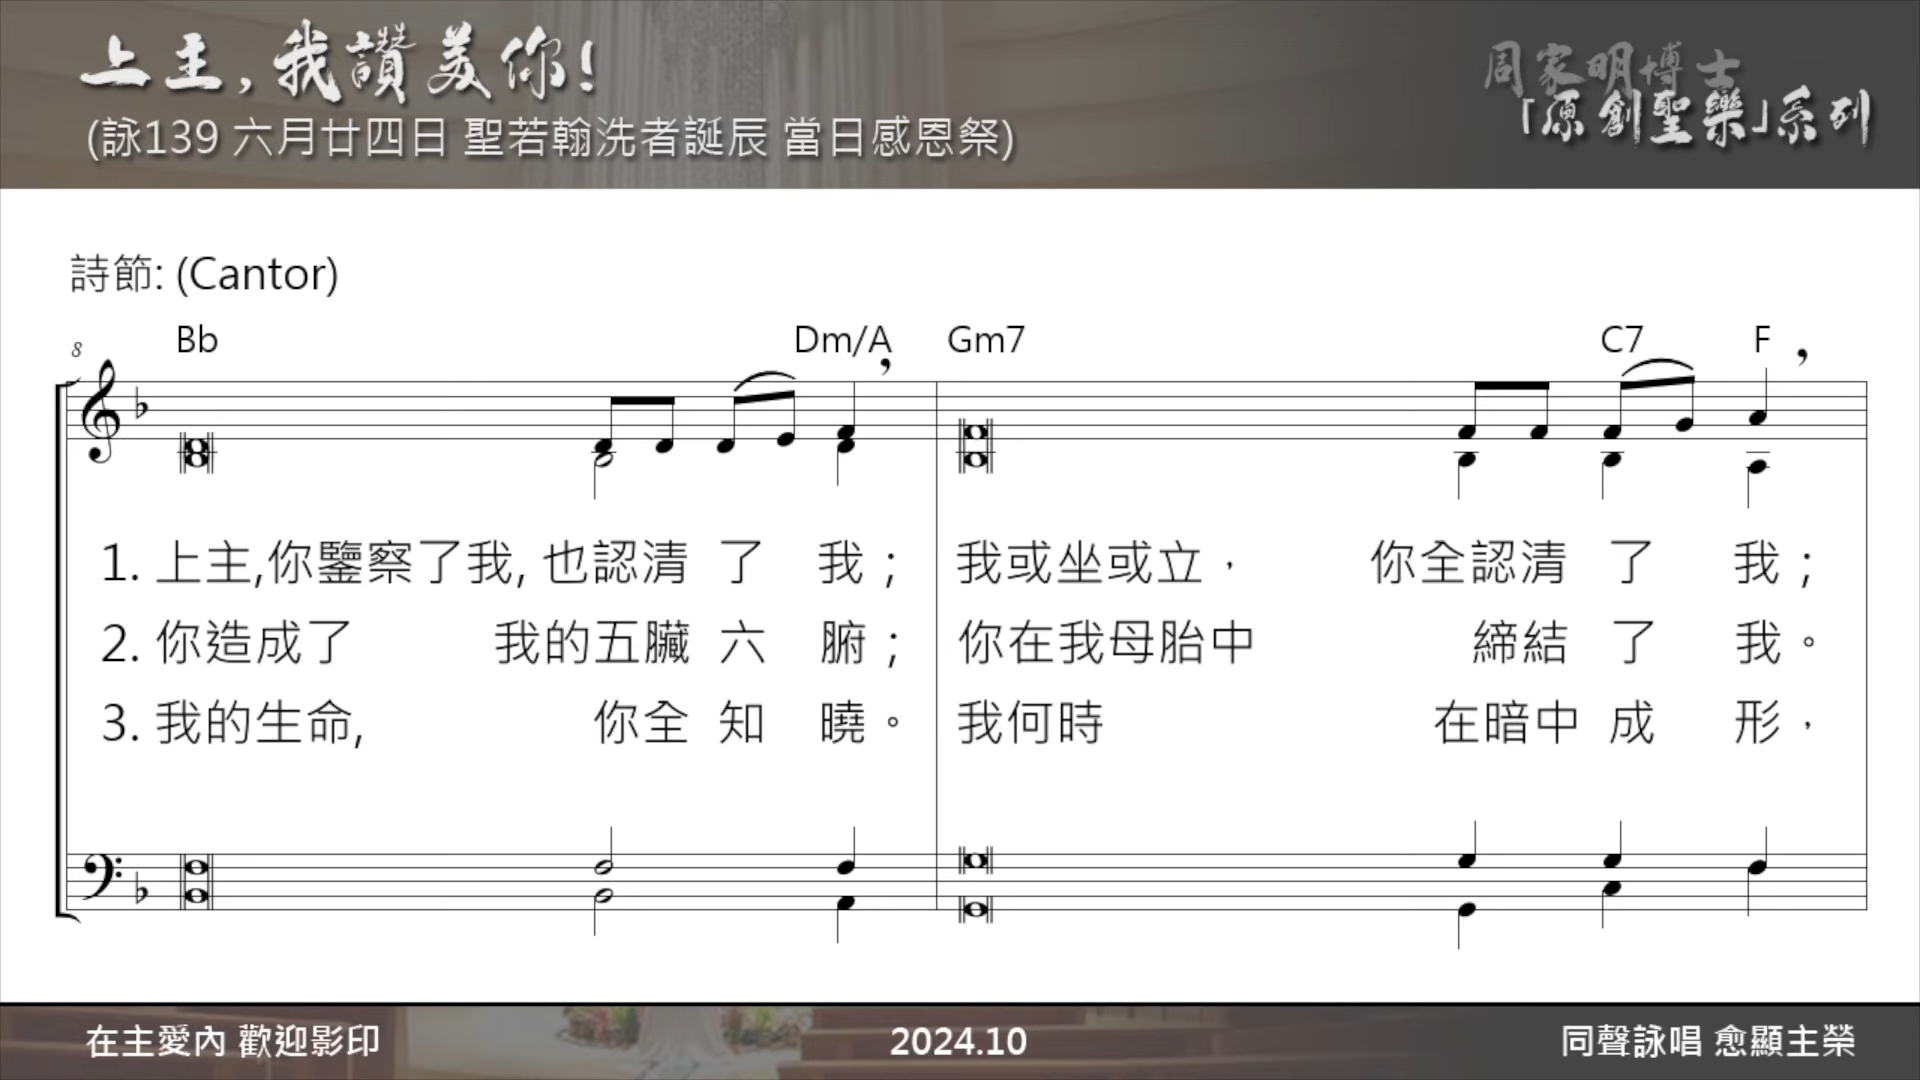 上主,我讚美你!
(詠139 六月廿四日 聖若翰洗者誕辰 當日感恩祭)
周家明博士
「原創聖樂」系列
詩節: (Cantor)
Bb Dm/A Gm7 C7 F
8
1. 上主,你鑒察了我, 也認清 了 我； 我或坐或立， 你全認清 了 我；
2. 你造成了 我的五臟 六 腑； 你在我母胎中 締結 了 我。
3. 我的生命, 你全 知 曉。 我何時 在暗中 成 形，
在主愛內 歡迎影印
2024.10
同聲詠唱 愈顯主榮